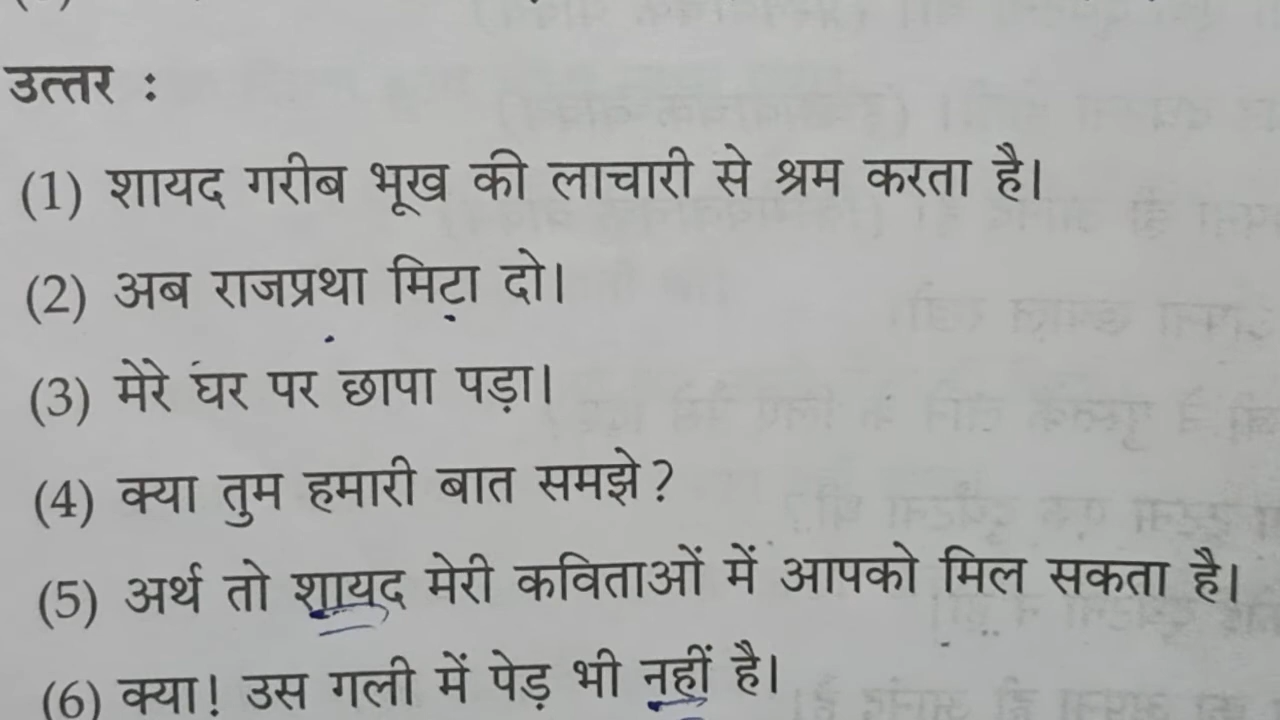 उत्तर :
(1) शायद गरीब भूख की लाचारी से श्रम करता है।
(2) अब राजप्रथा मिटा दो।
(3) मेरे घर पर छापा पड़ा।
(4) क्या तुम हमारी बात समझे?
(5) अर्थ तो शायद मेरी कविताओं में आपको मिल सकता है।
(6) क्या! उस गली में पेड़ भी नहीं है।